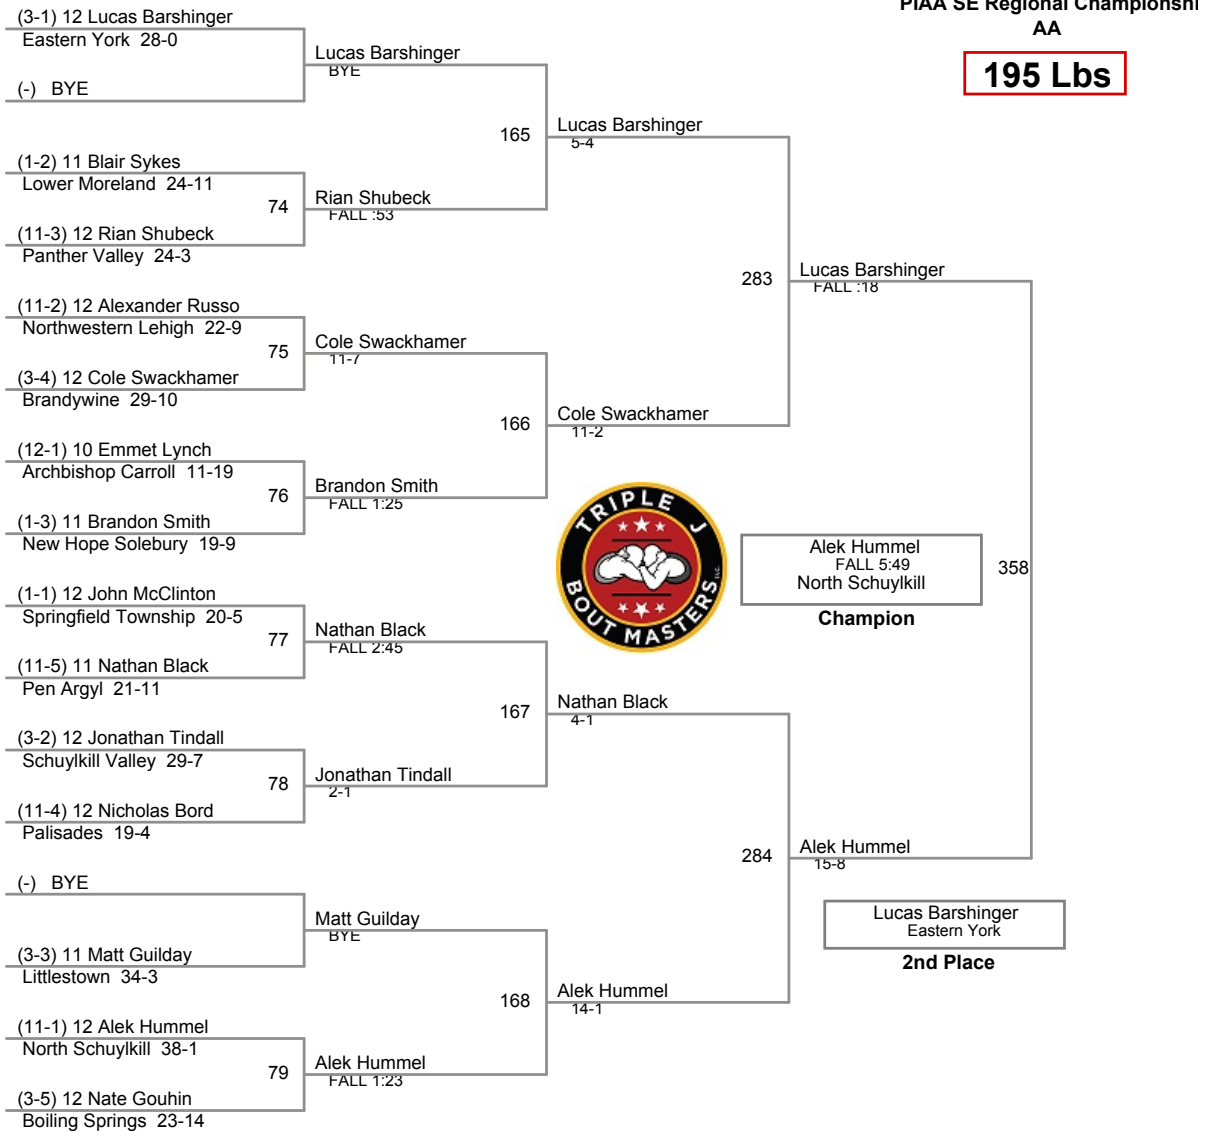 PIAA SE Regional Championshi
AA
195 Lbs
(3-1) 12 Lucas Barshinger
Eastern York 28-0
(-) BYE
Lucas Barshinger
BYE
(1-2) 11 Blair Sykes
Lower Moreland 24-11
74
(11-3) 12 Rian Shubeck
Panther Valley 24-3
Rian Shubeck
FALL :53
165
Lucas Barshinger
5-4
(11-2) 12 Alexander Russo
Northwestern Lehigh 22-9
75
(3-4) 12 Cole Swackhamer
Brandywine 29-10
Cole Swackhamer
11-7
(12-1) 10 Emmet Lynch
Archbishop Carroll 11-19
76
(1-3) 11 Brandon Smith
New Hope Solebury 19-9
Brandon Smith
FALL 1:25
166
Cole Swackhamer
11-2
283
Lucas Barshinger
FALL :18
(1-1) 12 John McClinton
Springfield Township 20-5
77
(11-5) 11 Nathan Black
Pen Argyl 21-11
Nathan Black
FALL 2:45
(3-2) 12 Jonathan Tindall
Schuylkill Valley 29-7
78
(11-4) 12 Nicholas Bord
Palisades 19-4
Jonathan Tindall
2-1
167
Nathan Black
4-1
(-) BYE
(3-3) 11 Matt Guilday
Littlestown 34-3
Matt Guilday
BYE
(11-1) 12 Alek Hummel
North Schuylkill 38-1
79
(3-5) 12 Nate Gouhin
Boiling Springs 23-14
Alek Hummel
FALL 1:23
168
Alek Hummel
14-1
284
Alek Hummel
15-8
358
TRIPLE J
BOUT MASTERS INC.
Alek Hummel
FALL 5:49
North Schuylkill
Champion
Lucas Barshinger
Eastern York
2nd Place